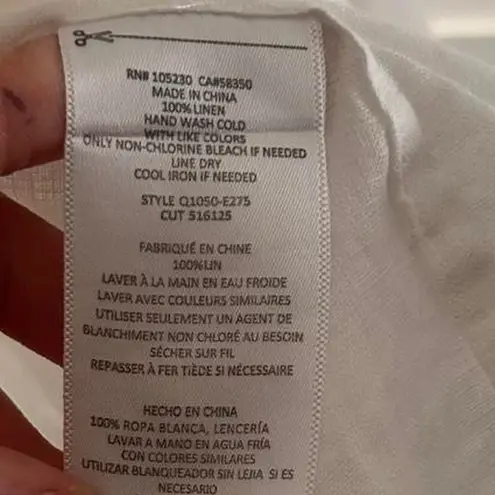 RN# 105230 CA#58350
MADE IN CHINA
100% LINEN
HAND WASH COLD
WITH LIKE COLORS
ONLY NON-CHLORINE BLEACH IF NEEDED
LINE DRY
COOL IRON IF NEEDED
STYLE Q1050-E275
CUT 516125
FABRIQUÉ EN CHINE
100%LIN
LAVER À LA MAIN EN EAU FROIDE
LAVER AVEC COULEURS SIMILAIRES
UTILISER SEULEMENT UN AGENT DE
BLANCHIMENT NON CHLORÉ AU BESOIN
SÉCHER SUR FIL
REPASSER À FER TIÈDE SI NÉCESSAIRE
HECHO EN CHINA
100% ROPA BLANCA, LENCERÍA
LAVAR A MANO EN AGUA FRÍA
CON COLORES SIMILARES
UTILIZAR BLANQUEADOR SIN LEJIA SI ES
NECESARIO